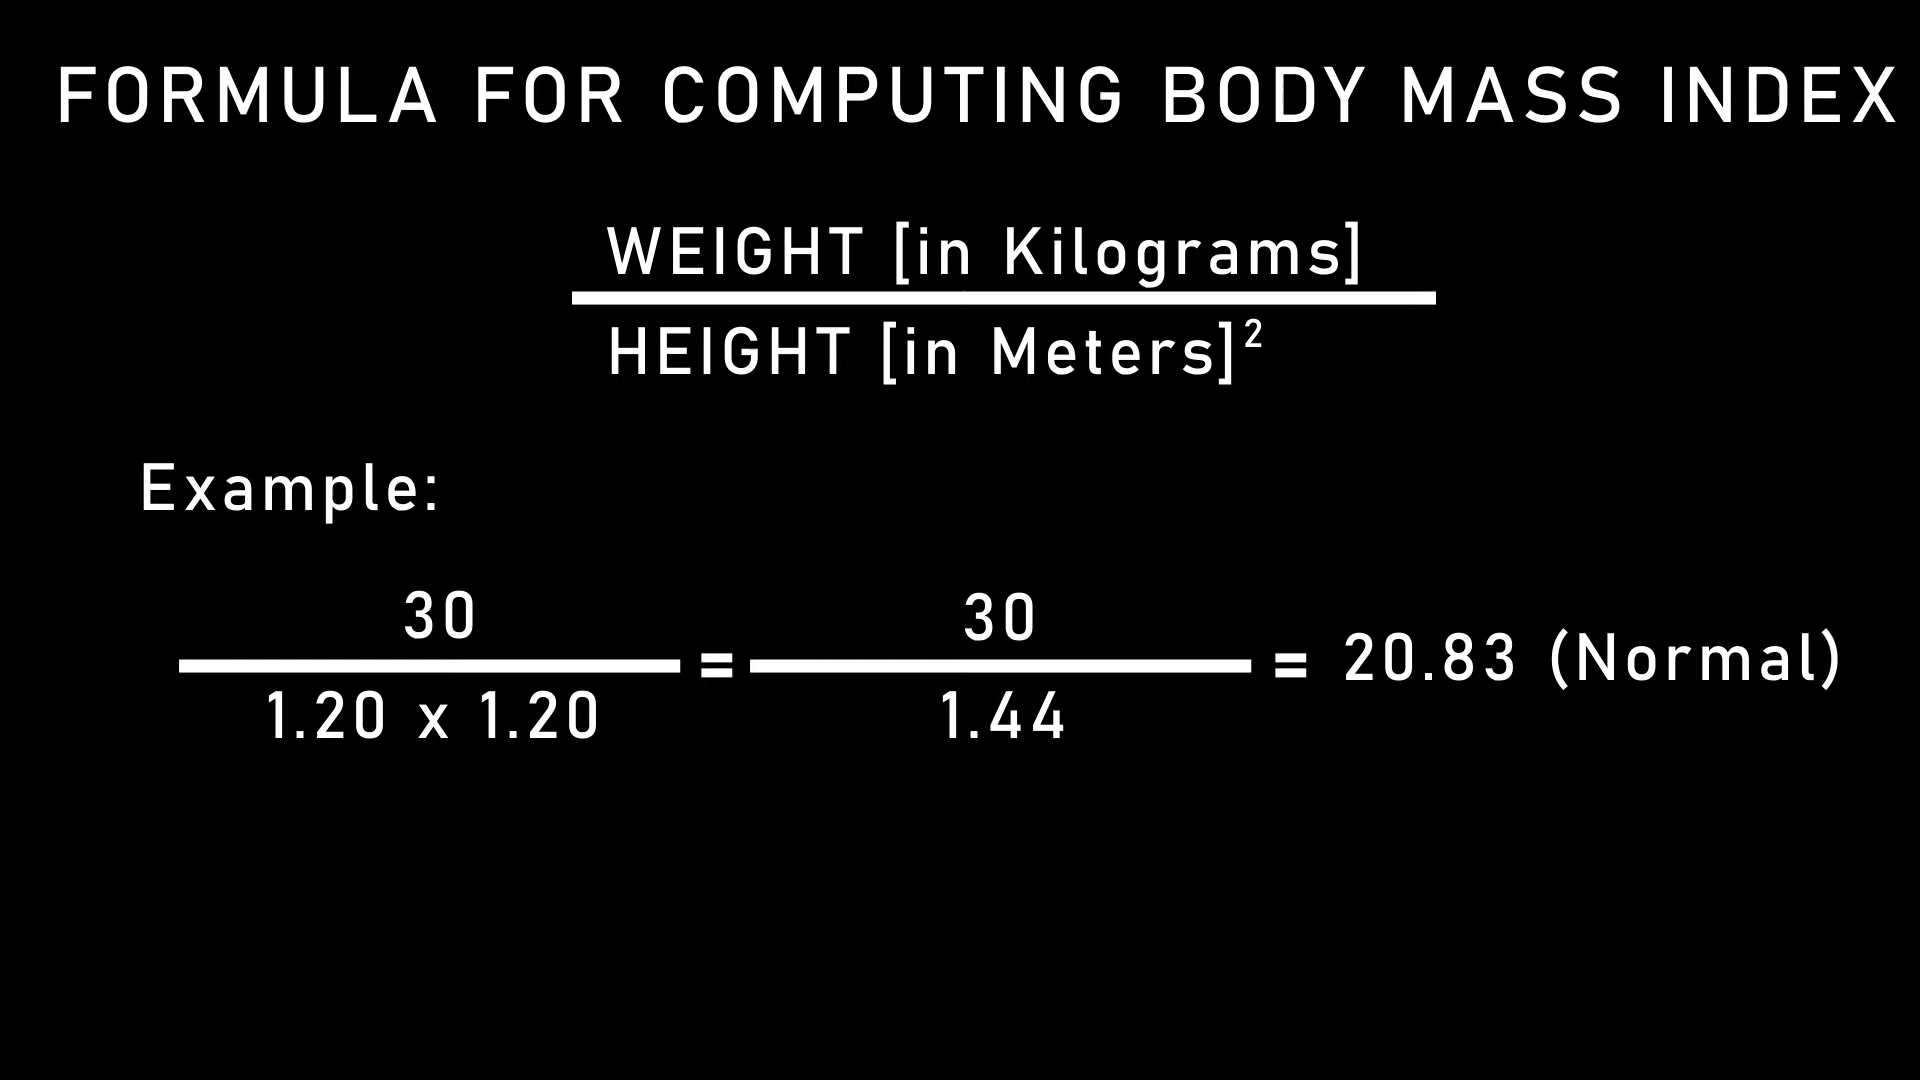 FORMULA FOR COMPUTING BODY MASS INDEX
WEIGHT [in Kilograms]
HEIGHT [in Meters]²
Example:
30
1.20 x 1.20
=
30
1.44
= 20.83 (Normal)